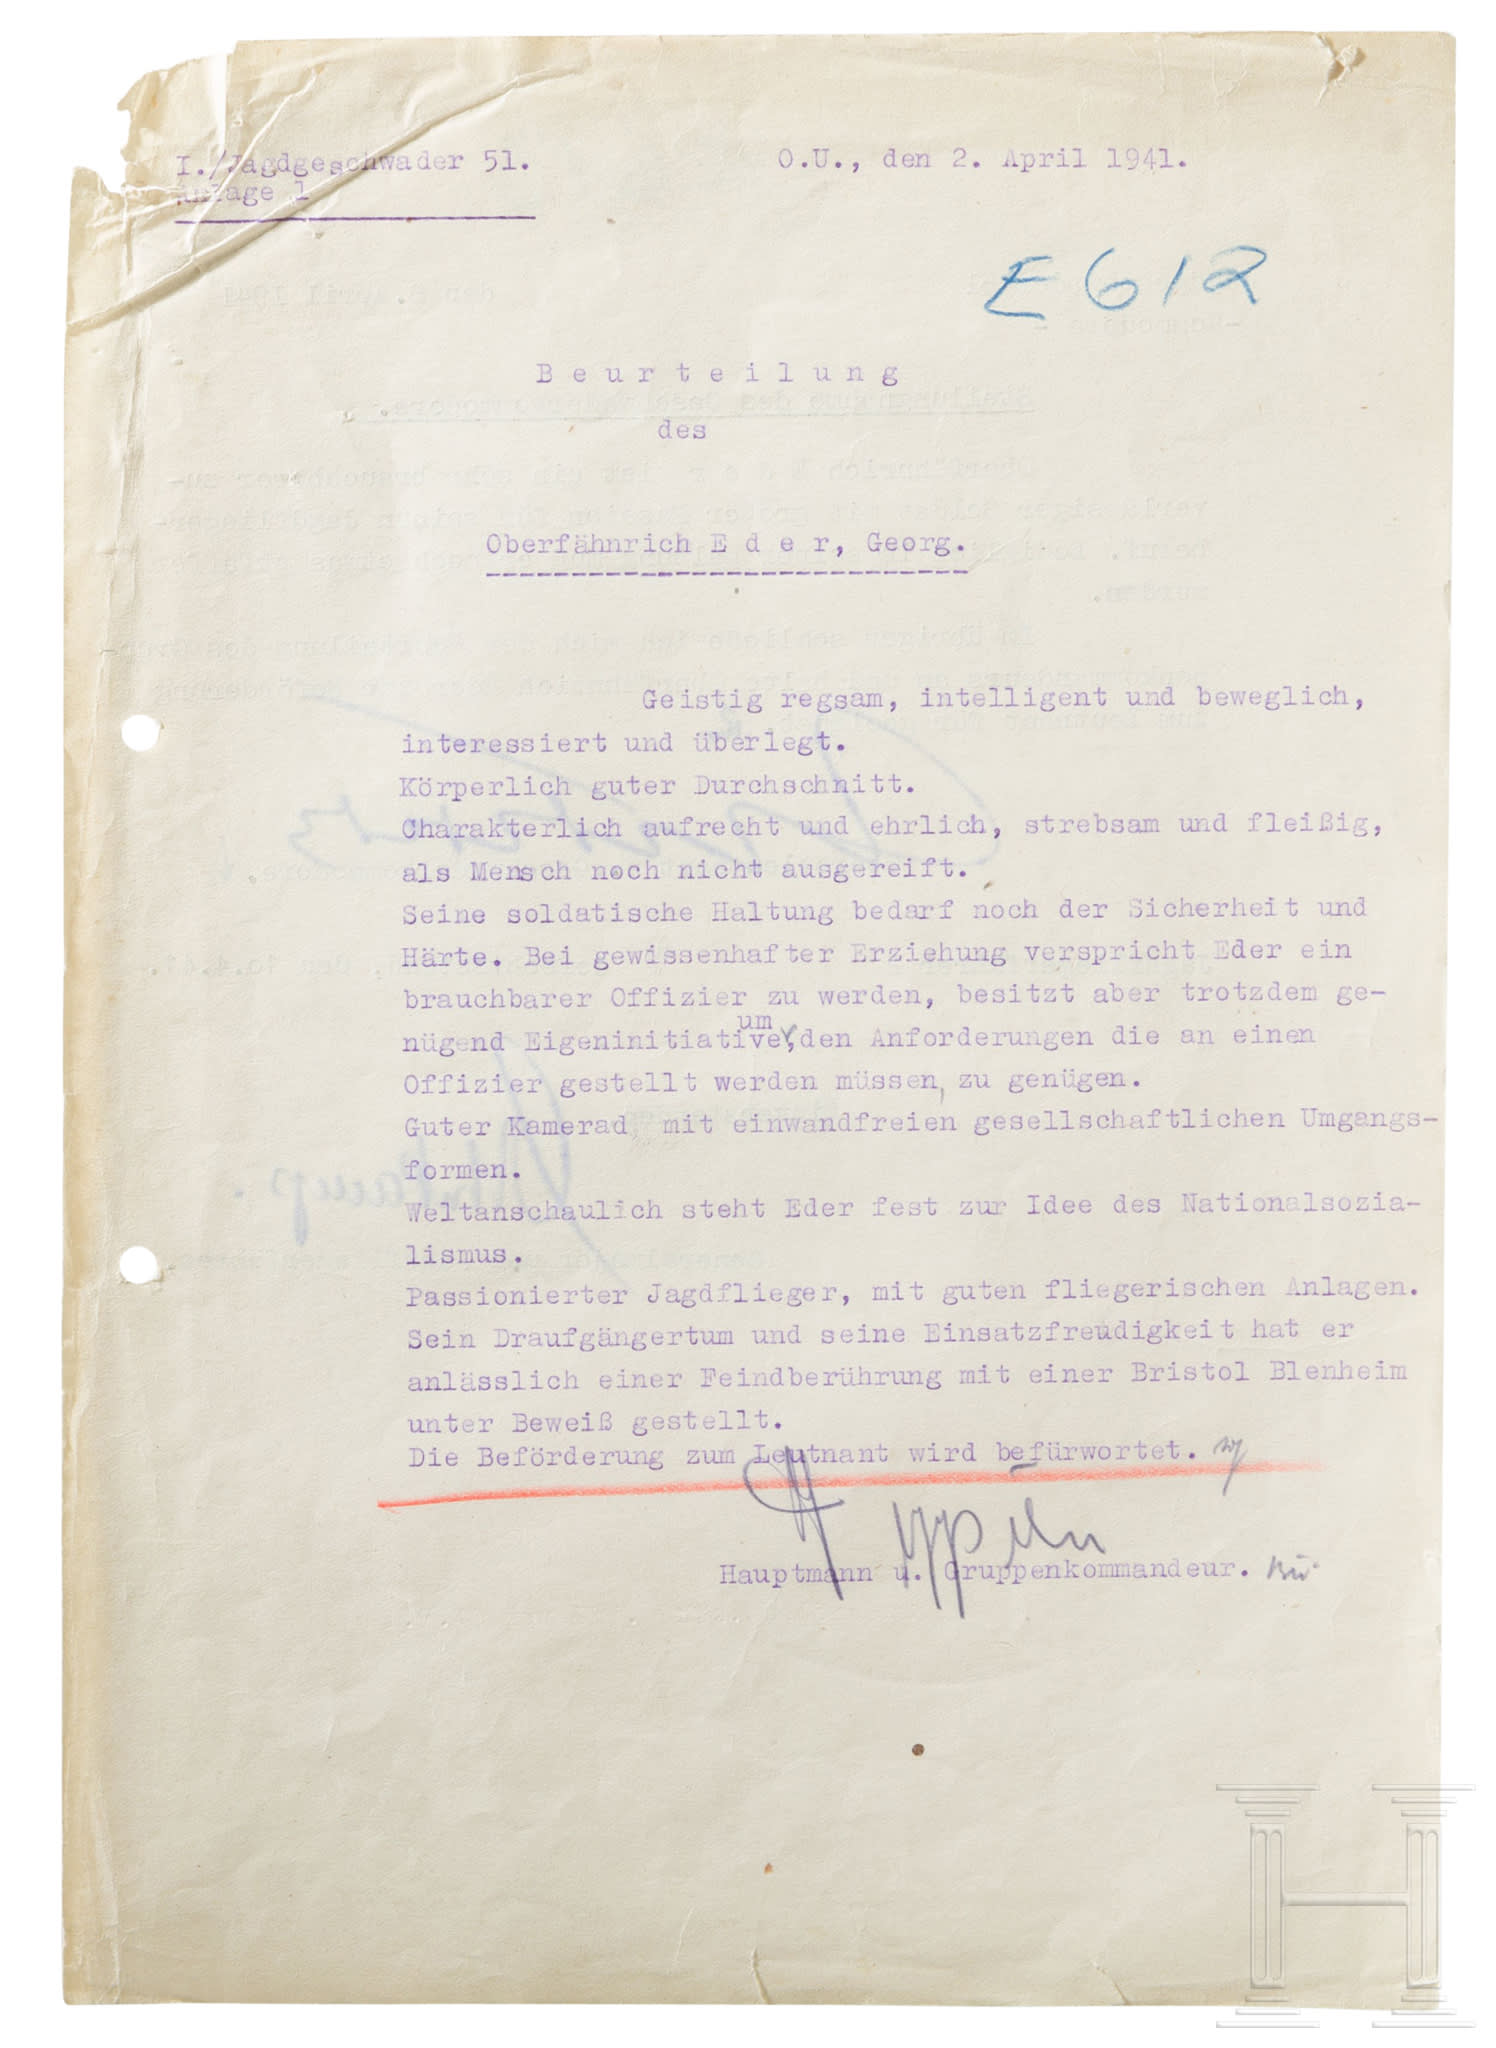 I./Jagdgeschwader 51. O.U., den 2. April 1941.
Anlage 1
E 612
B e u r t e i l u n g
des
Oberfähnrich E d e r, Georg.
Geistig regsam, intelligent und beweglich,
interessiert und überlegt.
Körperlich guter Durchschnitt.
Charakterlich aufrecht und ehrlich, strebsam und fleißig,
als Mensch noch nicht ausgereift.
Seine soldatische Haltung bedarf noch der Sicherheit und
Härte. Bei gewissenhafter Erziehung verspricht Eder ein
brauchbarer Offizier zu werden, besitzt aber trotzdem ge-
um
nügend Eigeninitiative, den Anforderungen die an einen
Offizier gestellt werden müssen, zu genügen.
Guter Kamerad, mit einwandfreien gesellschaftlichen Umgangs-
formen.
Weltanschaulich steht Eder fest zur Idee des Nationalsozia-
lismus.
Passionierter Jagdflieger, mit guten fliegerischen Anlagen.
Sein Draufgängertum und seine Einsatzfreudigkeit hat er
anlässlich einer Feindberührung mit einer Bristol Blenheim
unter Beweiß gestellt.
Die Beförderung zum Leutnant wird befürwortet.
Hauptmann u. Gruppenkommandeur.